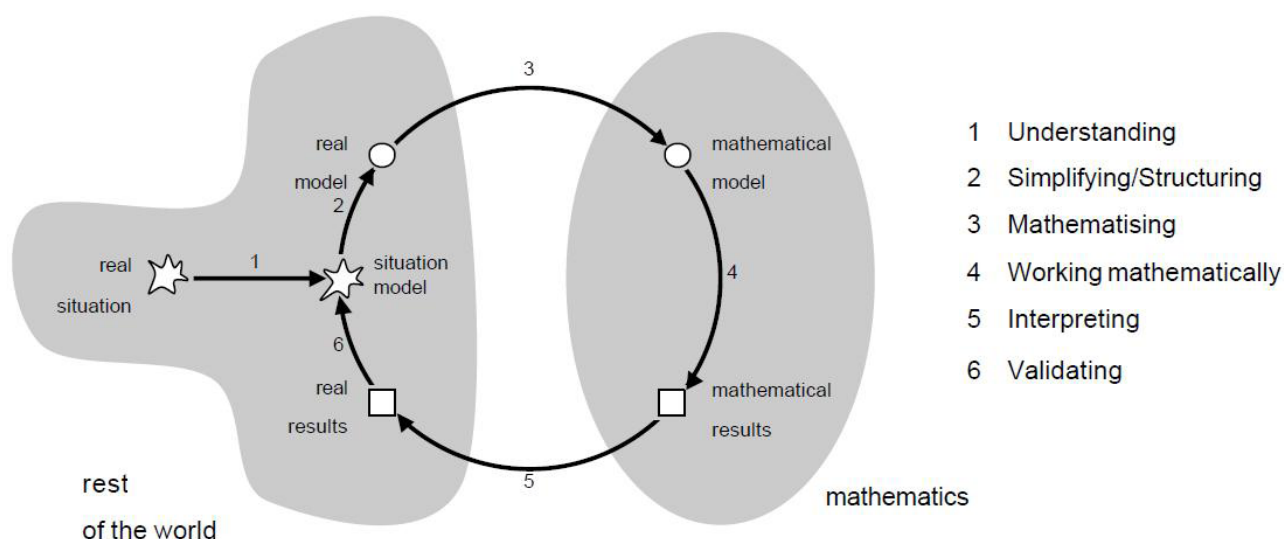 3
real
model
2
mathematical
model
real
situation
1
situation
model
4
6
real
results
mathematical
results
5
rest
of the world
mathematics
1 Understanding
2 Simplifying/Structuring
3 Mathematising
4 Working mathematically
5 Interpreting
6 Validating